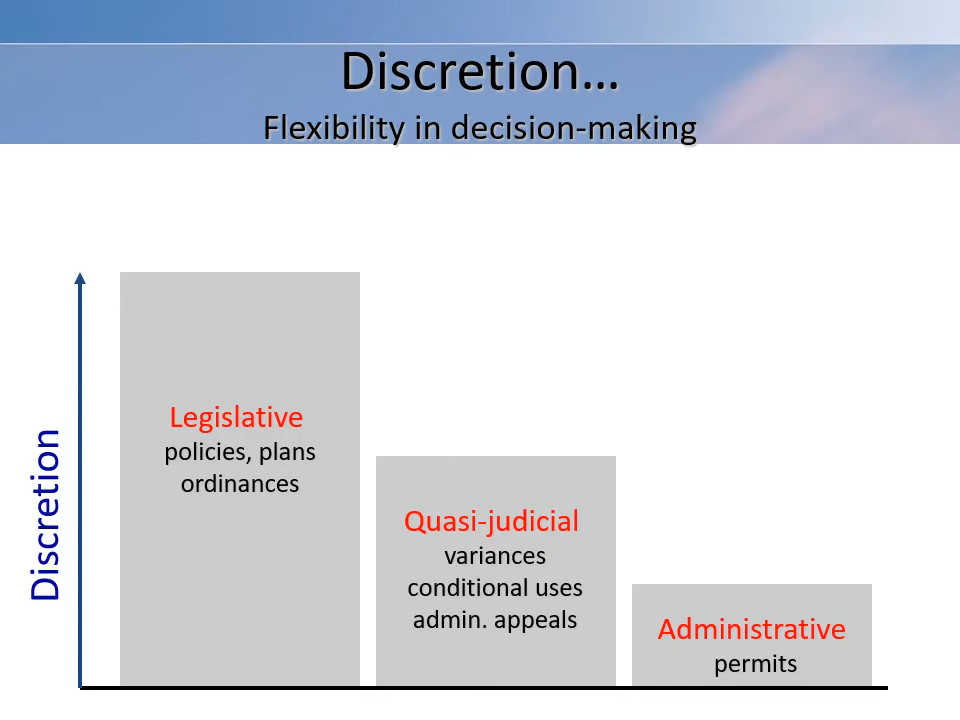 Discretion…
Flexibility in decision-making
Discretion
Legislative
policies, plans
ordinances
Quasi-judicial
variances
conditional uses
admin. appeals
Administrative
permits